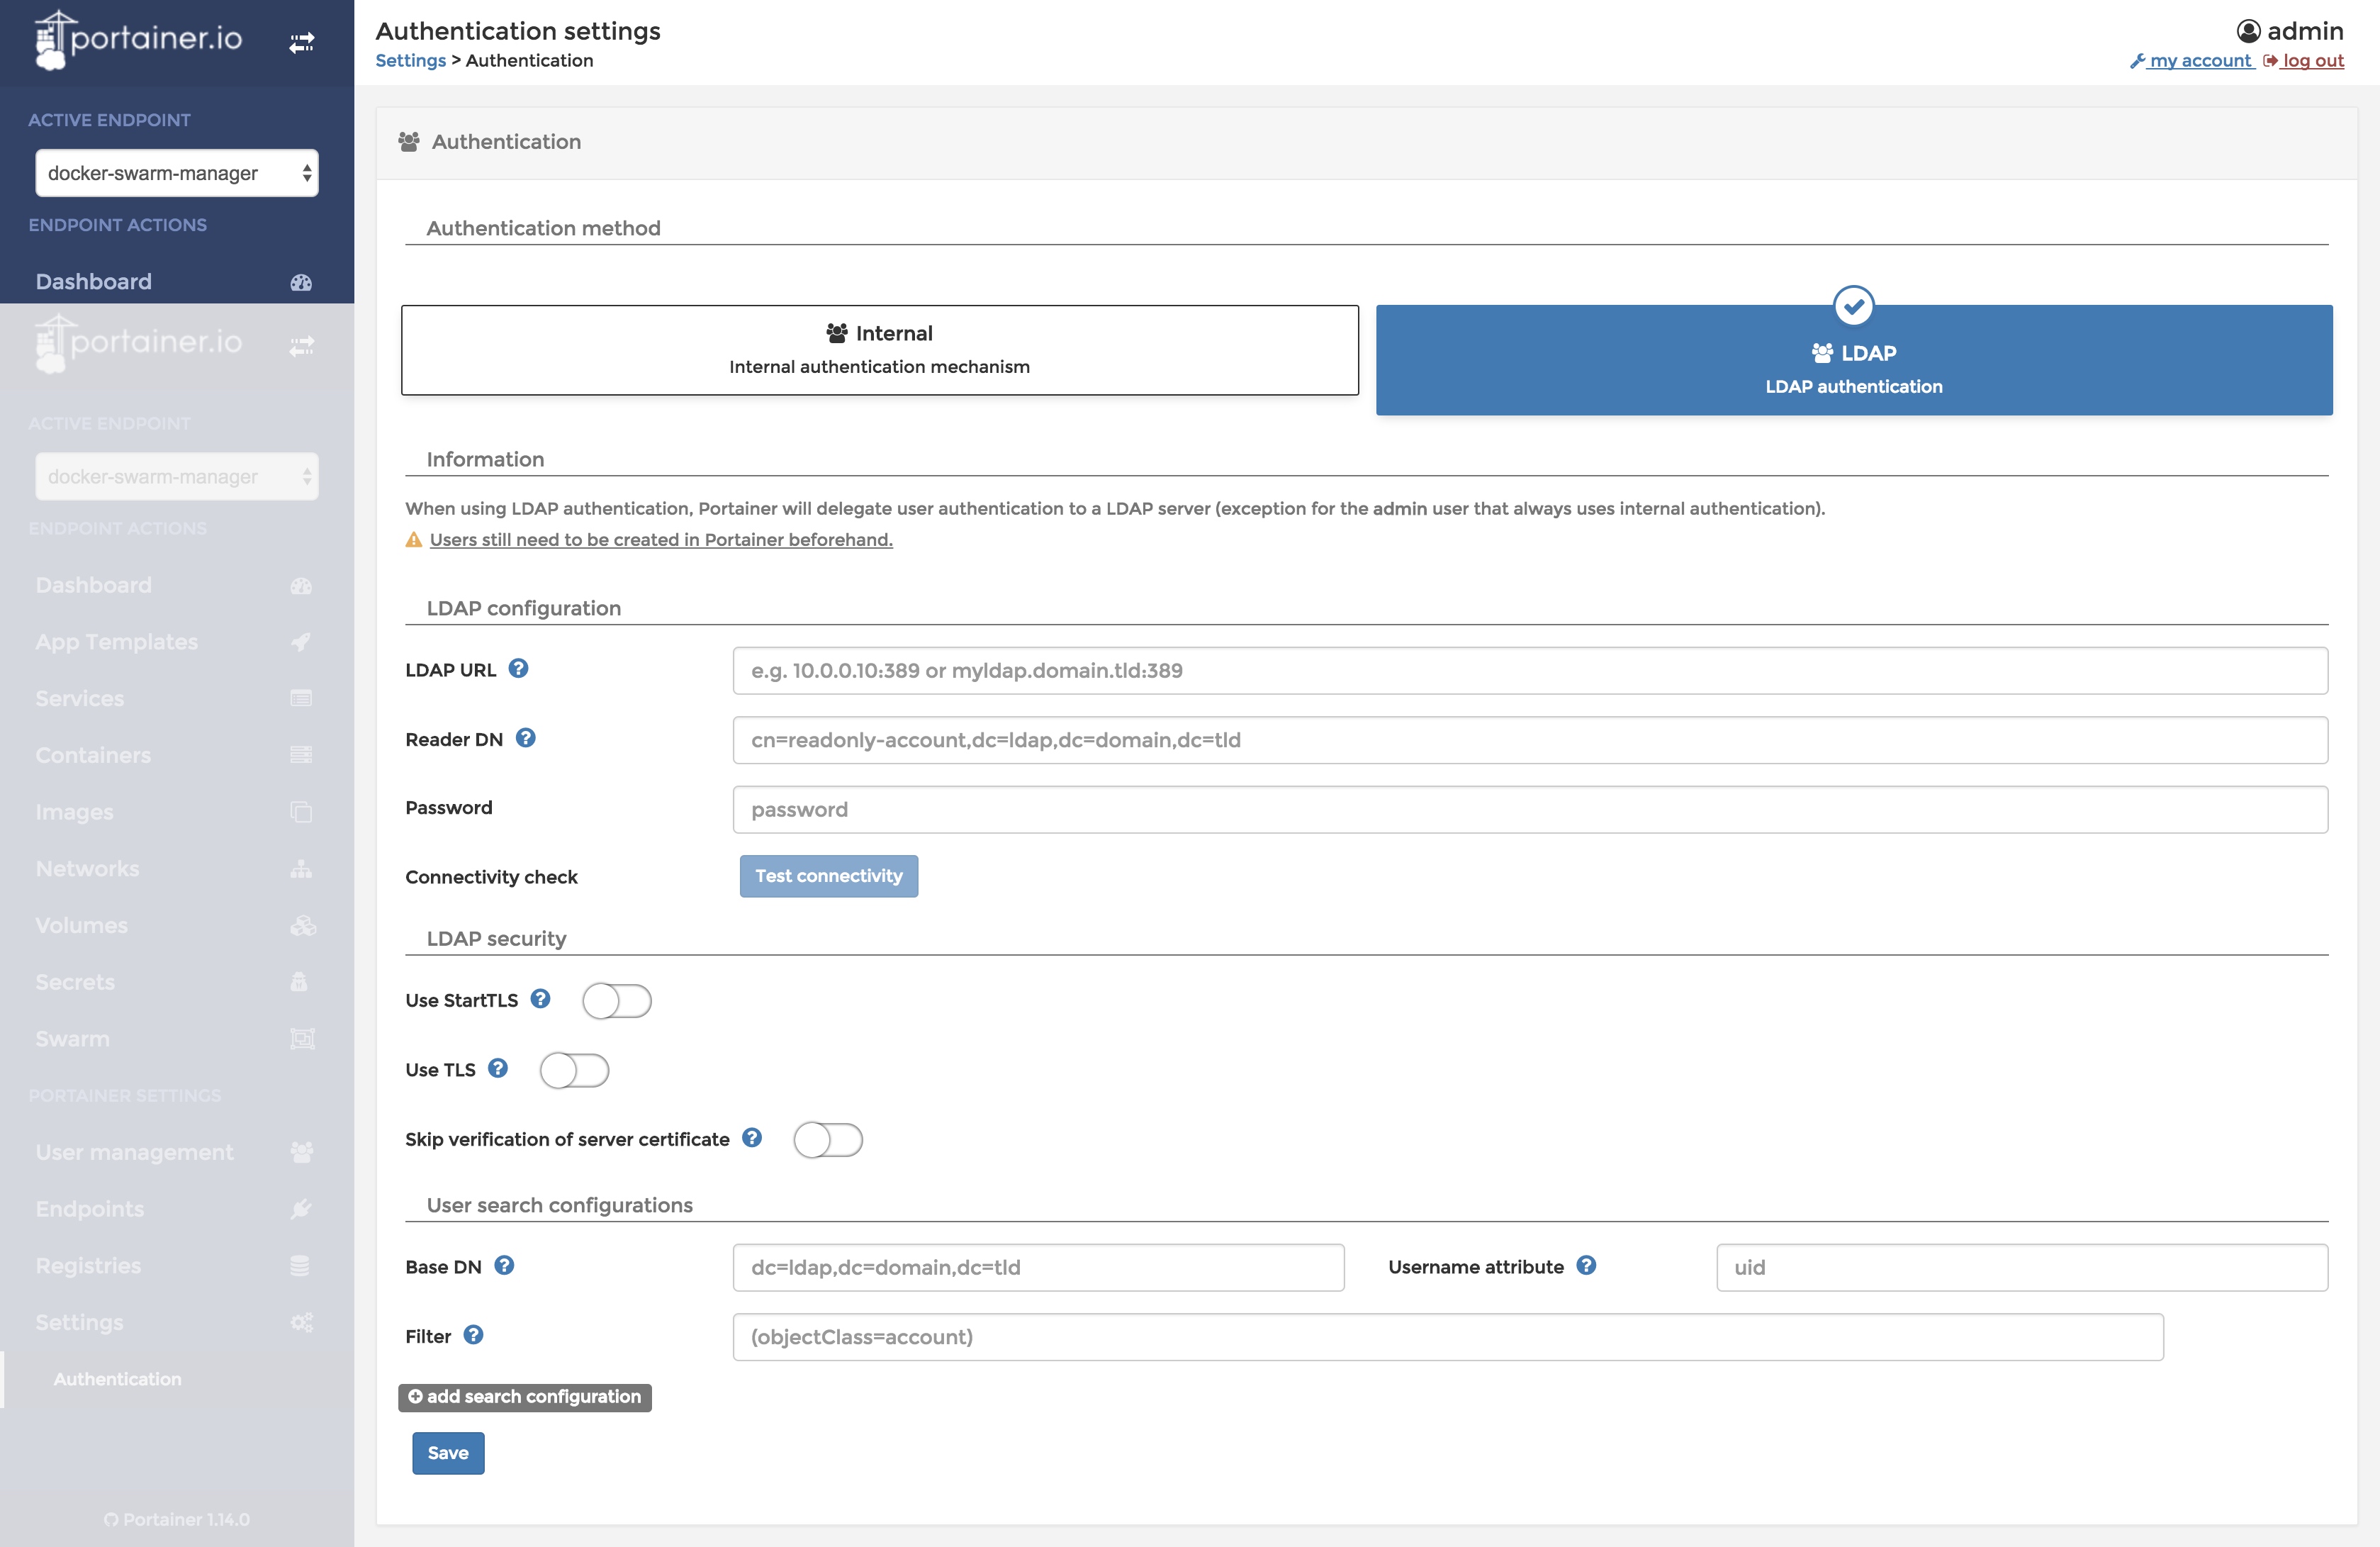 portainer.io
ACTIVE ENDPOINT
docker-swarm-manager
ENDPOINT ACTIONS
Dashboard
portainer.io
ACTIVE ENDPOINT
docker-swarm-manager
ENDPOINT ACTIONS
Dashboard
App Templates
Services
Containers
Images
Networks
Volumes
Secrets
Swarm
PORTAINER SETTINGS
User management
Endpoints
Registries
Settings
Authentication
Portainer 1.14.0
Authentication settings
Settings > Authentication
admin
my account log out
Authentication
Authentication method
Internal
Internal authentication mechanism
LDAP
LDAP authentication
Information
When using LDAP authentication, Portainer will delegate user authentication to a LDAP server (exception for the admin user that always uses internal authentication).
Users still need to be created in Portainer beforehand.
LDAP configuration
LDAP URL e.g. 10.0.0.10:389 or myldap.domain.tld:389
Reader DN cn=readonly-account,dc=ldap,dc=domain,dc=tld
Password password
Connectivity check Test connectivity
LDAP security
Use StartTLS
Use TLS
Skip verification of server certificate
User search configurations
Base DN dc=ldap,dc=domain,dc=tld Username attribute uid
Filter (objectClass=account)
add search configuration
Save